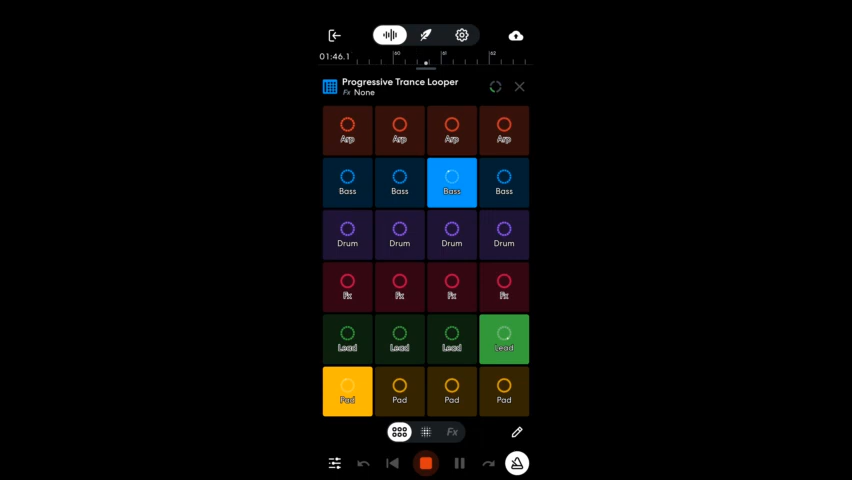 01:46.1 60 61 62
Progressive Trance Looper
Fx None
Arp Arp Arp Arp
Bass Bass Bass Bass
Drum Drum Drum Drum
Fx Fx Fx Fx
Lead Lead Lead Lead
Pad Pad Pad Pad
Fx